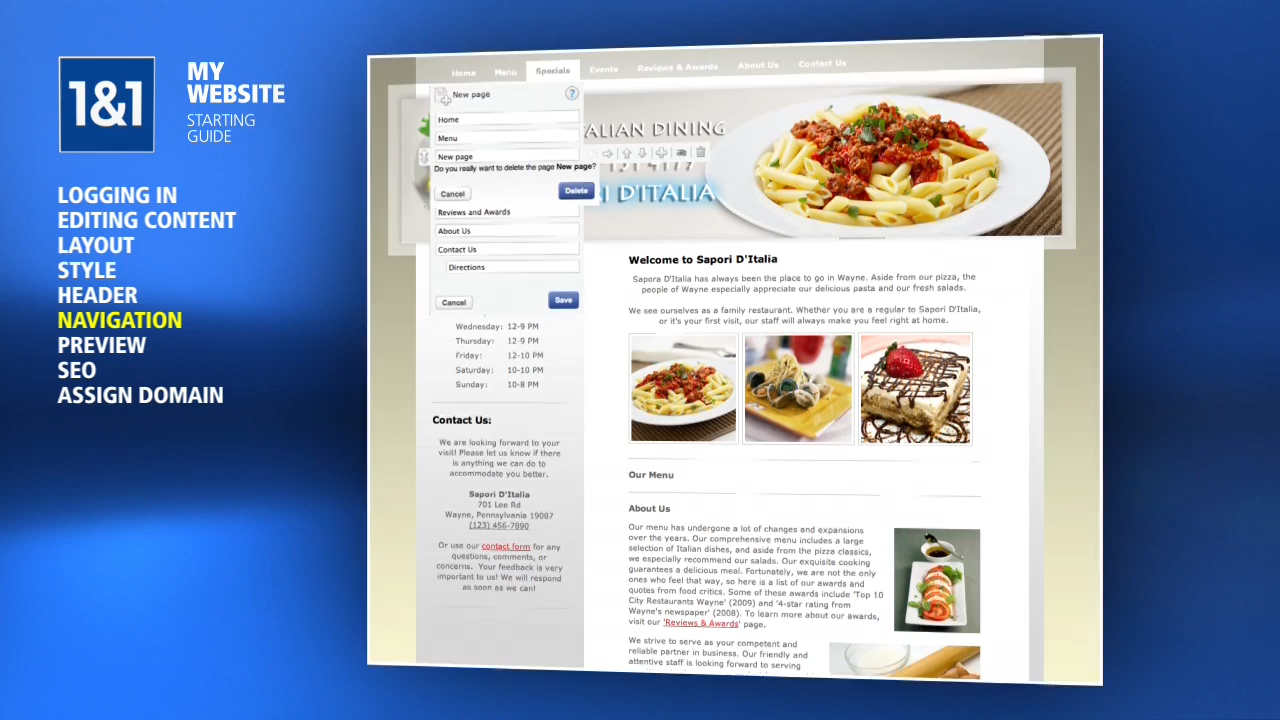 1&1
MY
WEBSITE
STARTING
GUIDE
LOGGING IN
EDITING CONTENT
LAYOUT
STYLE
HEADER
NAVIGATION
PREVIEW
SEO
ASSIGN DOMAIN
Home Menu Specials Events Reviews & Awards About Us Contact Us
New page ?
Home
Menu
New page
Do you really want to delete the page New page?
Cancel Delete
Reviews and Awards
About Us
Contact Us
Directions
Cancel Save
ALIAN DINING
I D'ITALIA
Wednesday: 12-9 PM
Thursday: 12-9 PM
Friday: 12-10 PM
Saturday: 10-10 PM
Sunday: 10-8 PM
Contact Us:
We are looking forward to your
visit! Please let us know if there
is anything we can do to
accommodate you better.
Sapori D'Italia
701 Lee Rd
Wayne, Pennsylvania 19087
(123) 456-7890
Or use our contact form for any
questions, comments, or
concerns. Your feedback is very
important to us! We will respond
as soon as we can!
Welcome to Sapori D'Italia
Sapora D'Italia has always been the place to go in Wayne. Aside from our pizza, the
people of Wayne especially appreciate our delicious pasta and our fresh salads.
We see ourselves as a family restaurant. Whether you are a regular to Sapori D'Italia,
or it's your first visit, our staff will always make you feel right at home.
Our Menu
About Us
Our menu has undergone a lot of changes and expansions
over the years. Our comprehensive menu includes a large
selection of Italian dishes, and aside from the pizza classics,
we especially recommend our salads. Our exquisite cooking
guarantees a delicious meal. Fortunately, we are not the only
ones who feel that way, so here is a list of our awards and
quotes from food critics. Some of these awards include 'Top 10
City Restaurants Wayne' (2009) and '4-star rating from
Wayne's newspaper' (2008). To learn more about our awards,
visit our 'Reviews & Awards' page.
We strive to serve as your competent and
reliable partner in business. Our friendly and
attentive staff is looking forward to serving